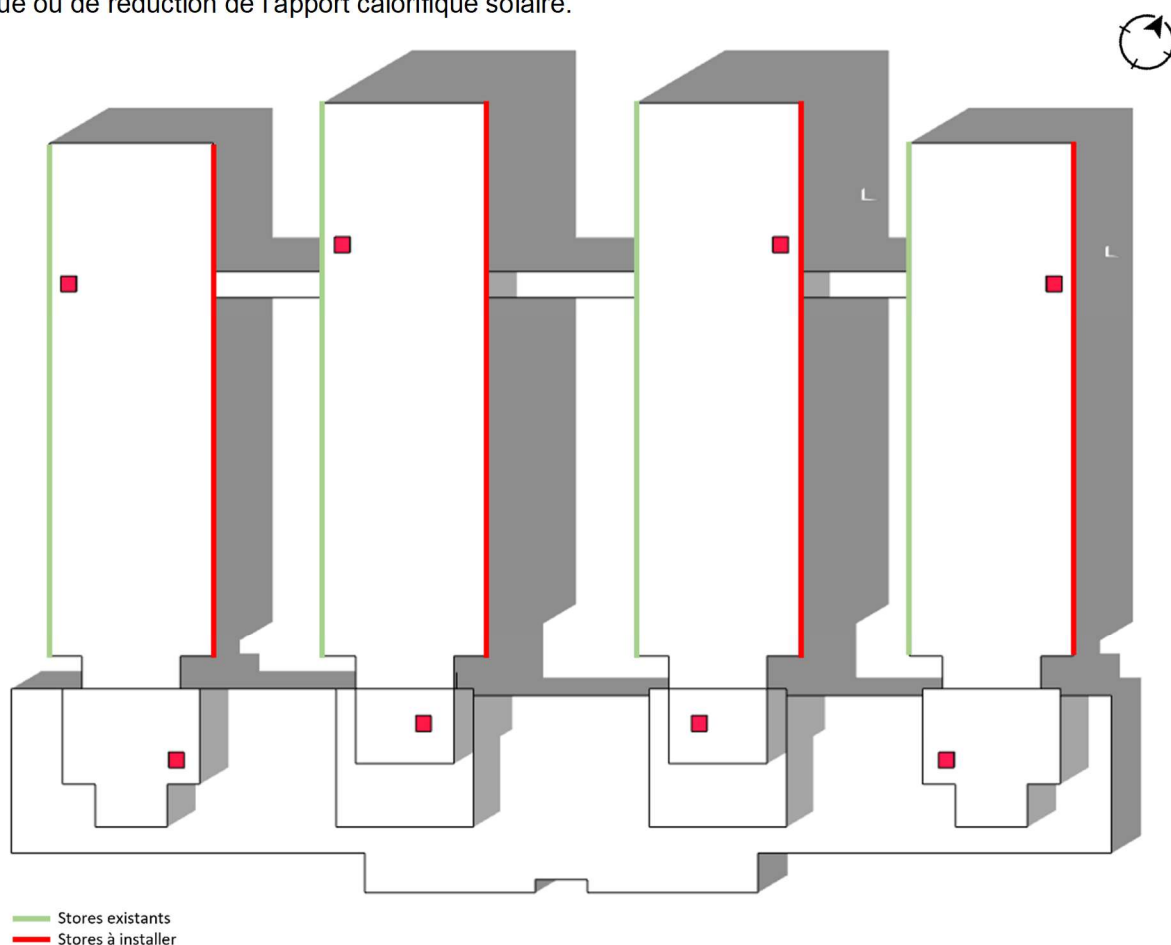 ue ou de réduction de l'apport calorifique solaire.
Stores existants
Stores à installer